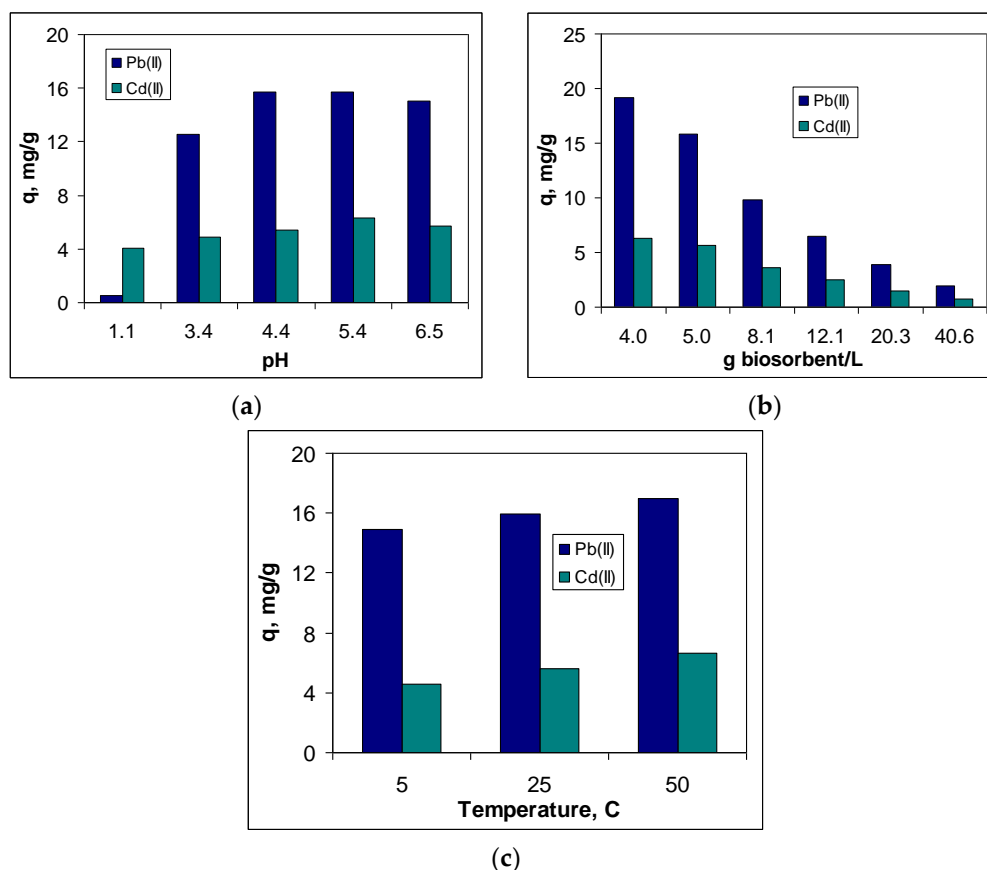 20
16
12
8
4
0
q, mg/g
Pb(II)
Cd(II)
1.1 3.4 4.4 5.4 6.5
pH
(a)
25
20
15
10
5
0
q, mg/g
Pb(II)
Cd(II)
4.0 5.0 8.1 12.1 20.3 40.6
g biosorbent/L
(b)
20
16
12
8
4
0
q, mg/g
Pb(II)
Cd(II)
5 25 50
Temperature, C
(c)